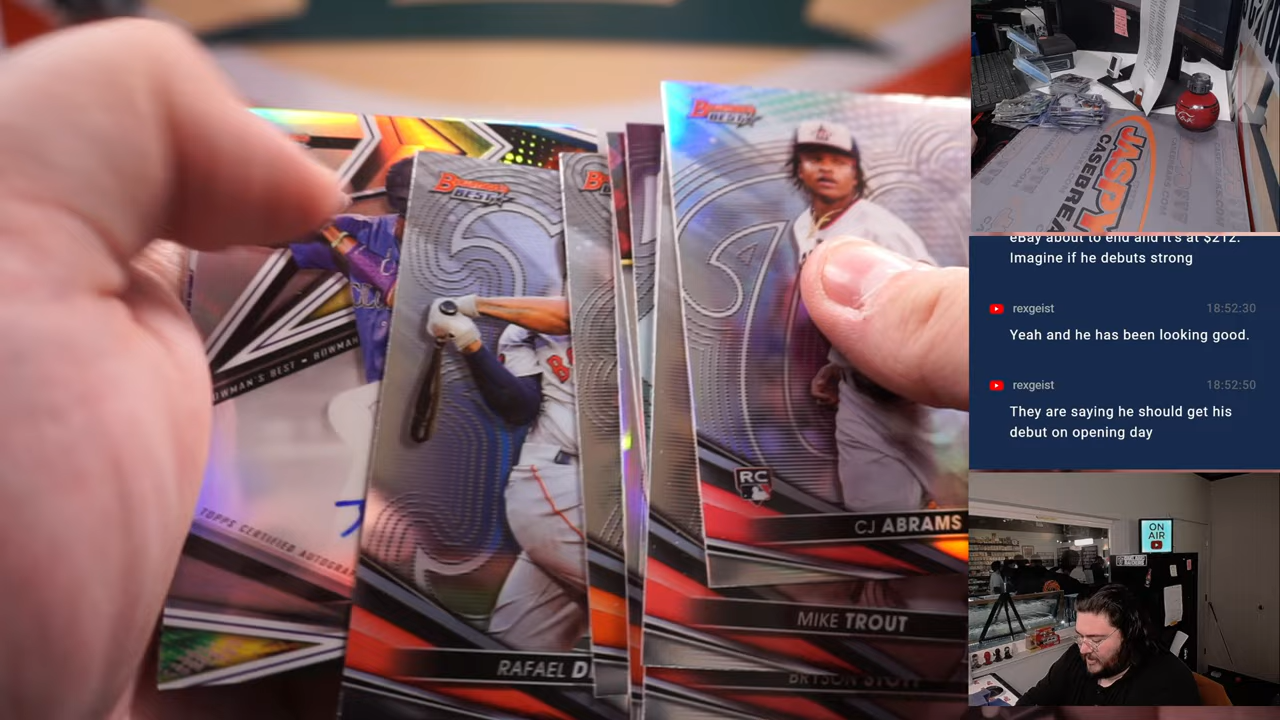 BOWMAN'S BEST
CJ ABRAMS
RC
MIKE TROUT
BRYSON STOTT
BOWMAN'S BEST
RAFAEL D
BOWMAN'S BEST • BOWMAN
TOPPS CERTIFIED AUTOGRA
JASPY
CASEBREA
eBay about to end and it's at $212.
Imagine if he debuts strong
rexgeist 18:52:30
Yeah and he has been looking good.
rexgeist 18:52:50
They are saying he should get his
debut on opening day
ON
AIR